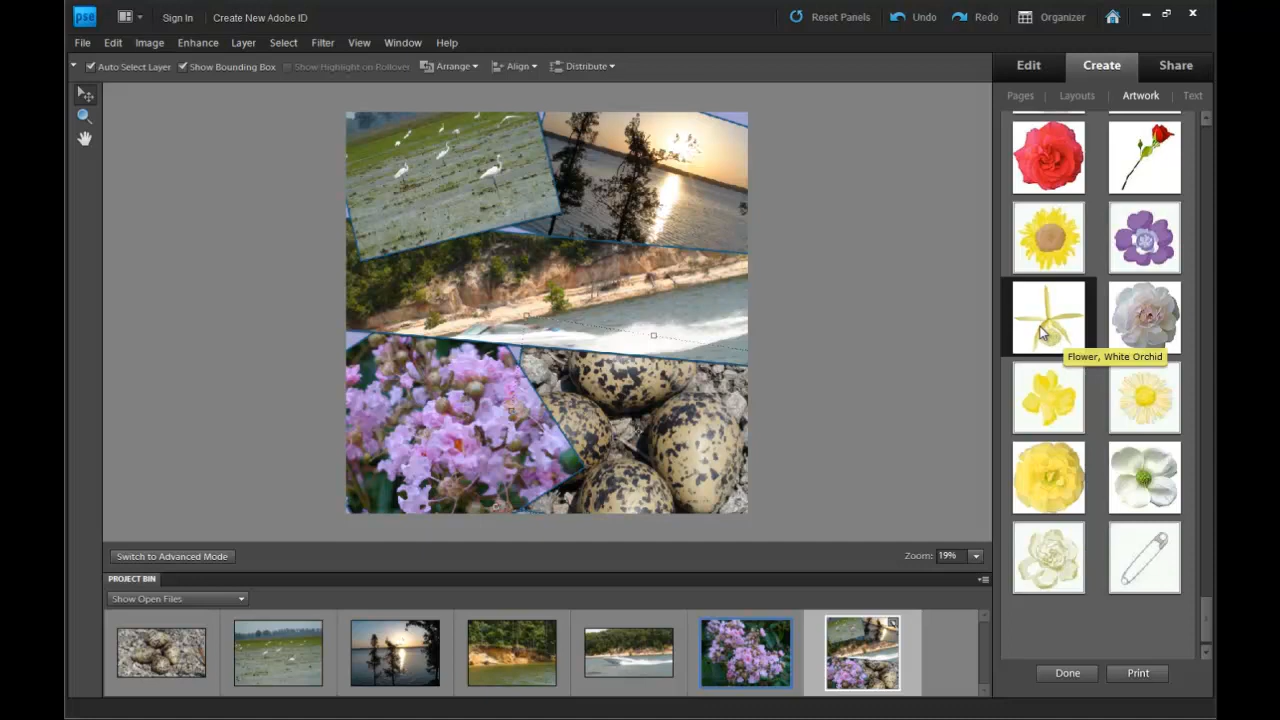 pse
Sign In
Create New Adobe ID
Reset Panels
Undo
Redo
Organizer
File Edit Image Enhance Layer Select Filter View Window Help
Auto Select Layer
Show Bounding Box
Show Highlight on Rollover
Arrange
Align
Distribute
Edit
Create
Share
Pages
Layouts
Artwork
Text
Flower, White Orchid
Switch to Advanced Mode
Zoom: 19%
PROJECT BIN
Show Open Files
Done
Print